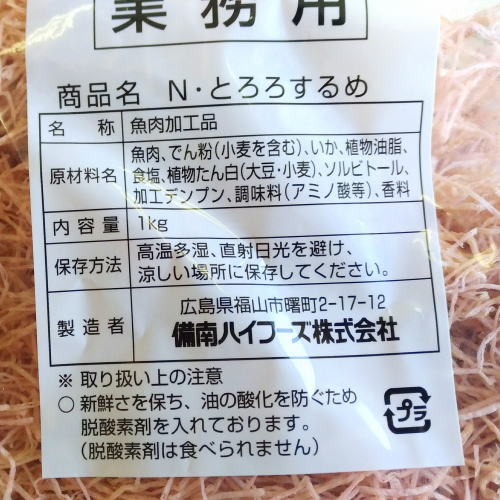 業務用
商品名 N・とろろするめ
名称 魚肉加工品
原材料名 魚肉、でん粉(小麦を含む)、いか、植物油脂、
食塩、植物たん白(大豆・小麦)、ソルビトール、
加工デンプン、調味料(アミノ酸等)、香料
内容量 1kg
保存方法 高温多湿、直射日光を避け、
涼しい場所に保存してください。
製造者 広島県福山市曙町2-17-12
備南ハイフーズ株式会社
※ 取り扱い上の注意
○ 新鮮さを保ち、油の酸化を防ぐため
脱酸素剤を入れております。
(脱酸素剤は食べられません)
プラ